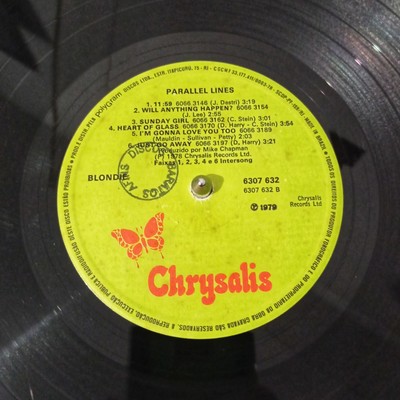 PARALLEL LINES
1. 11:59 6066 3146 (J. Destri) 3:19
2. WILL ANYTHING HAPPEN? 6066 3154
(J. Lee) 2:55
3. SUNDAY GIRL 6066 3162 (C. Stein) 3:01
4. HEART OF GLASS 6066 3170 (D. Harry - C. Stein) 3:54
5. I'M GONNA LOVE YOU TOO 6066 3189
(Mauldin - Sullivan - Petty) 2:03
6. JUST GO AWAY 6066 3197 (D. Harry) 3:21
Produzido por Mike Chapman
(P) 1978 Chrysalis Records Ltd.
Faixas 1, 2, 3, 4 e 6 Intersong
BLONDIE
BARATOS AFINS DISCOS
6307 632
6307 632 B
℗ 1979
Chrysalis
Records Ltd
Chrysalis